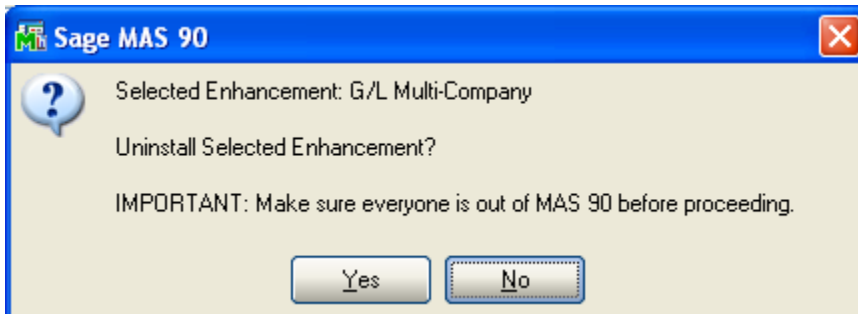 Sage MAS 90
Selected Enhancement: G/L Multi-Company
Uninstall Selected Enhancement?
IMPORTANT: Make sure everyone is out of MAS 90 before proceeding.
Yes No